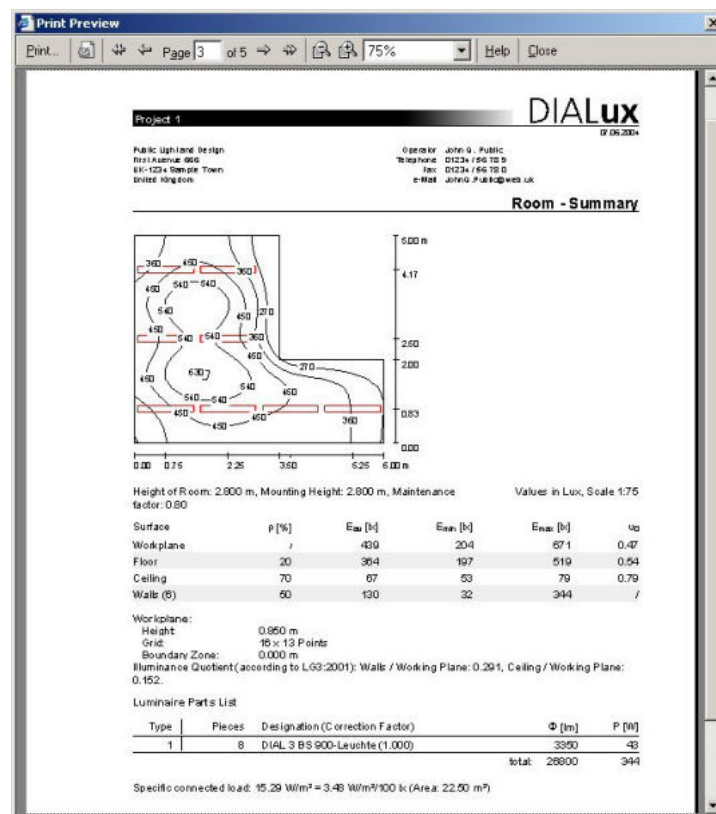 Print Preview
Print... Page 3 of 5 75% Help Close
Project 1
DIALux
07.06.2004
Public Lighting Design
First Avenue 666
UK-1234 Sample Town
United Kingdom
Operator John Q. Public
Telephone 01234 / 56 78 9
Fax 01234 / 56 78 0
e-Mail JohnQ.Public@web.uk
Room - Summary
5.00 m
4.17
2.50
2.00
0.83
0.00
360 450 360
450 540 540
540 450 270
450 540 540 360
450
630 270
450 540 540 450
540 540
450 450 450 360
0.00 0.75 2.25 3.50 5.25 6.00 m
Height of Room: 2.800 m, Mounting Height: 2.800 m, Maintenance
factor: 0.80
Values in Lux, Scale 1:75
Surface ρ [%] Eav [lx] Emin [lx] Emax [lx] u0
Workplane / 439 204 671 0.47
Floor 20 364 197 519 0.54
Ceiling 70 67 53 79 0.79
Walls (6) 50 130 32 344 /
Workplane:
Height: 0.850 m
Grid: 16 x 13 Points
Boundary Zone: 0.000 m
Illuminance Quotient (according to LG3:2001): Walls / Working Plane: 0.291, Ceiling / Working Plane:
0.152.
Luminaire Parts List
Type Pieces Designation (Correction Factor) Φ [lm] P [W]
1 8 DIAL 3 BS 900-Leuchte (1.000) 3350 43
total: 26800 344
Specific connected load: 15.29 W/m² = 3.48 W/m²/100 lx (Area: 22.50 m²)